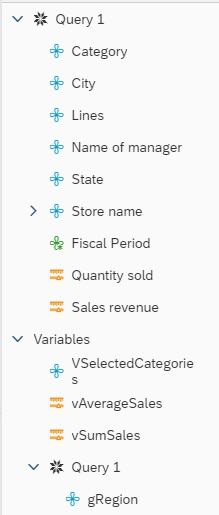 Query 1
Category
City
Lines
Name of manager
State
Store name
Fiscal Period
Quantity sold
Sales revenue
Variables
VSelectedCategorie
s
vAverageSales
vSumSales
Query 1
gRegion